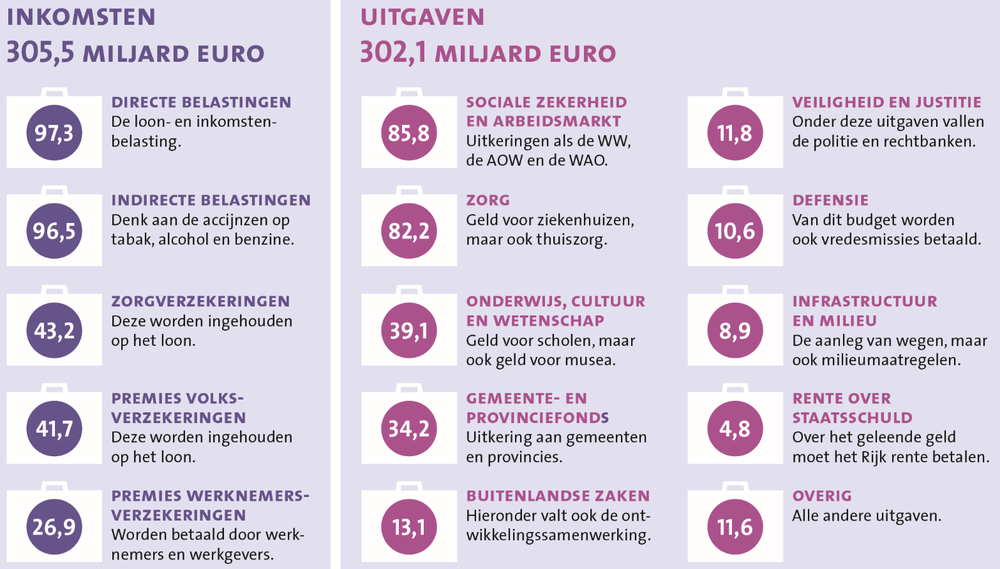 INKOMSTEN
305,5 MILJARD EURO
97,3
DIRECTE BELASTINGEN
De loon- en inkomsten-
belasting.
96,5
INDIRECTE BELASTINGEN
Denk aan de accijnzen op
tabak, alcohol en benzine.
43,2
ZORGVERZEKERINGEN
Deze worden ingehouden
op het loon.
41,7
PREMIES VOLKS-
VERZEKERINGEN
Deze worden ingehouden
op het loon.
26,9
PREMIES WERKNEMERS-
VERZEKERINGEN
Worden betaald door werk-
nemers en werkgevers.
UITGAVEN
302,1 MILJARD EURO
85,8
SOCIALE ZEKERHEID
EN ARBEIDSMARKT
Uitkeringen als de WW,
de AOW en de WAO.
82,2
ZORG
Geld voor ziekenhuizen,
maar ook thuiszorg.
39,1
ONDERWIJS, CULTUUR
EN WETENSCHAP
Geld voor scholen, maar
ook geld voor musea.
34,2
GEMEENTE- EN
PROVINCIEFONDS
Uitkering aan gemeenten
en provincies.
13,1
BUITENLANDSE ZAKEN
Hieronder valt ook de ont-
wikkelingssamenwerking.
11,8
VEILIGHEID EN JUSTITIE
Onder deze uitgaven vallen
de politie en rechtbanken.
10,6
DEFENSIE
Van dit budget worden
ook vredesmissies betaald.
8,9
INFRASTRUCTUUR
EN MILIEU
De aanleg van wegen, maar
ook milieumaatregelen.
4,8
RENTE OVER
STAATSSCHULD
Over het geleende geld
moet het Rijk rente betalen.
11,6
OVERIG
Alle andere uitgaven.